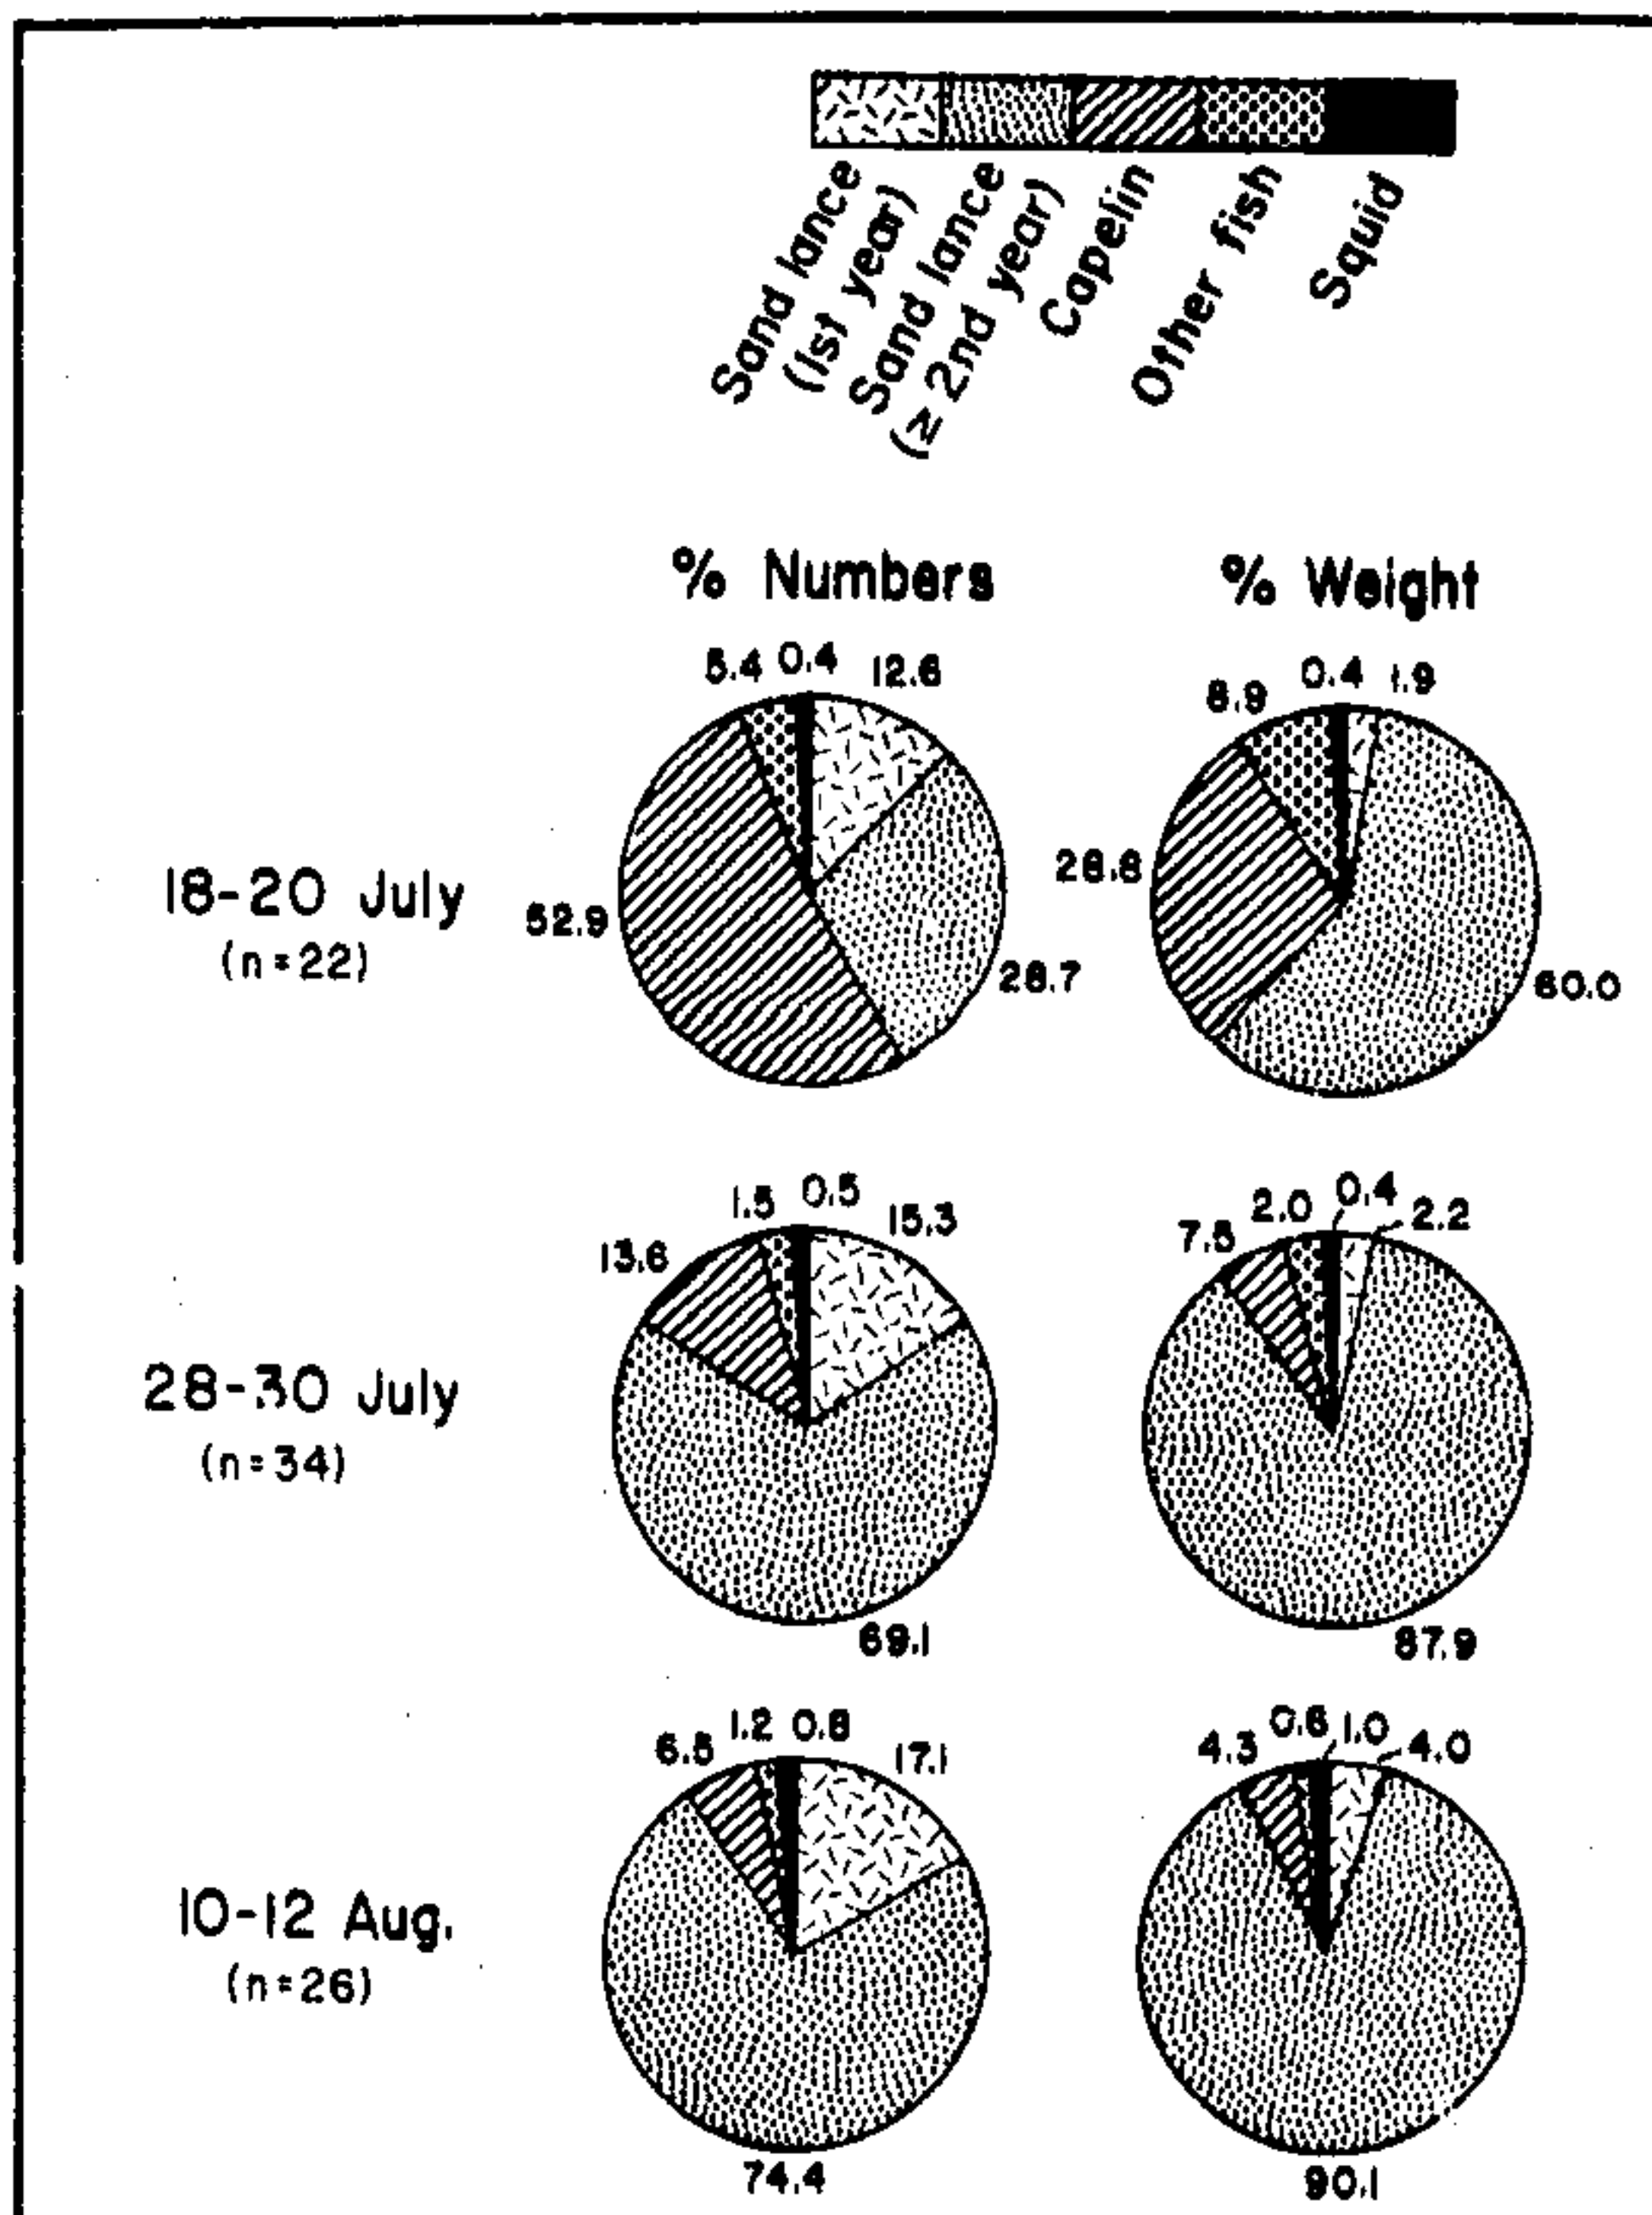 Sand lance
(1st year)
Sand lance
(≥ 2nd year)
Capelin
Other fish
Squid
% Numbers
% Weight
18-20 July
(n=22)
5.4 0.4 12.6
52.9
28.7
8.9 0.4 1.9
28.8
60.0
28-30 July
(n=34)
13.6 1.5 0.5 15.3
69.1
7.5 2.0 0.4 2.2
87.9
10-12 Aug.
(n=26)
6.5 1.2 0.8 17.1
74.4
4.3 0.6 1.0 4.0
90.1